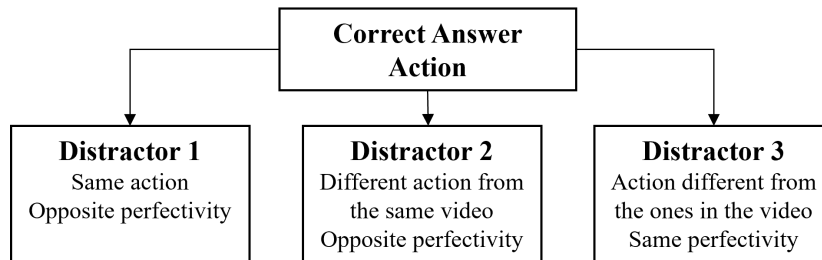 Correct Answer
Action
Distractor 1
Same action
Opposite perfectivity
Distractor 2
Different action from
the same video
Opposite perfectivity
Distractor 3
Action different from
the ones in the video
Same perfectivity